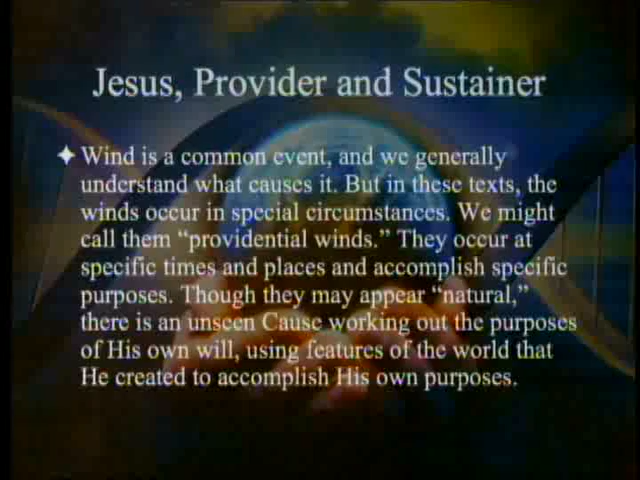 Jesus, Provider and Sustainer
✦ Wind is a common event, and we generally
understand what causes it. But in these texts, the
winds occur in special circumstances. We might
call them “providential winds.” They occur at
specific times and places and accomplish specific
purposes. Though they may appear “natural,”
there is an unseen Cause working out the purposes
of His own will, using features of the world that
He created to accomplish His own purposes.